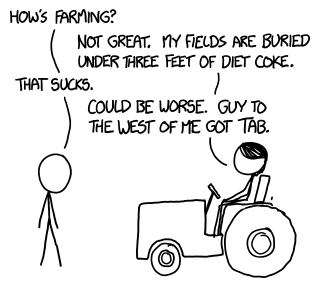 HOW'S FARMING?
NOT GREAT. MY FIELDS ARE BURIED
UNDER THREE FEET OF DIET COKE.
THAT SUCKS.
COULD BE WORSE. GUY TO
THE WEST OF ME GOT TAB.